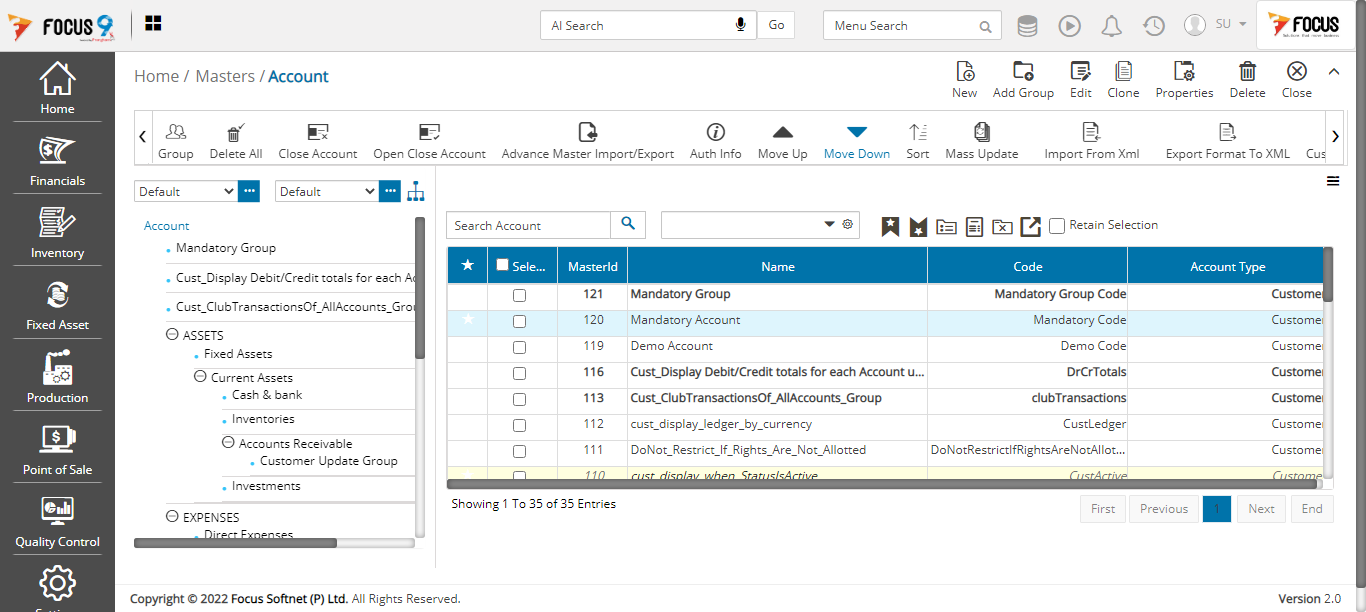 FOCUS 9
AI Search
Go
Menu Search
SU
FOCUS
Home / Masters / Account
New
Add Group
Edit
Clone
Properties
Delete
Close
Group
Delete All
Close Account
Open Close Account
Advance Master Import/Export
Auth Info
Move Up
Move Down
Sort
Mass Update
Import From Xml
Export Format To XML
Cus
Home
Financials
Inventory
Fixed Asset
Production
Point of Sale
Quality Control
Default
Default
Account
Mandatory Group
Cust_Display Debit/Credit totals for each Ac
Cust_ClubTransactionsOf_AllAccounts_Grou
ASSETS
Fixed Assets
Current Assets
Cash & bank
Inventories
Accounts Receivable
Customer Update Group
Investments
EXPENSES
Direct Expenses
Search Account
Retain Selection
Sele... MasterId Name Code Account Type
121 Mandatory Group Mandatory Group Code Customer
120 Mandatory Account Mandatory Code Customer
119 Demo Account Demo Code Customer
116 Cust_Display Debit/Credit totals for each Account u... DrCrTotals Customer
113 Cust_ClubTransactionsOf_AllAccounts_Group clubTransactions Customer
112 cust_display_ledger_by_currency CustLedger Customer
111 DoNot_Restrict_If_Rights_Are_Not_Allotted DoNotRestrictIfRightsAreNotAllot... Customer
110 cust_display_when_StatusIsActive CustActive Customer
Showing 1 To 35 of 35 Entries
First
Previous
1
Next
End
Copyright © 2022 Focus Softnet (P) Ltd. All Rights Reserved.
Version 2.0